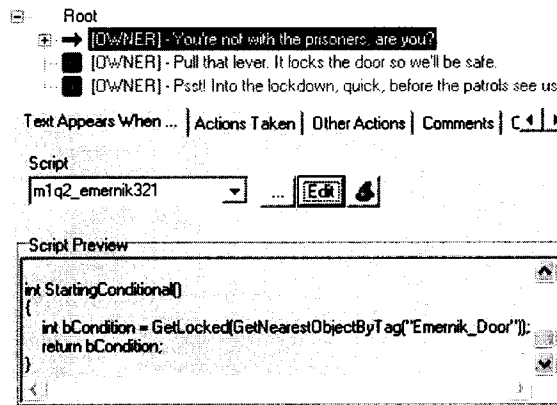 Root
[OWNER] - You're not with the prisoners, are you?
[OWNER] - Pull that lever. It locks the door so we'll be safe.
[OWNER] - Psst! Into the lockdown, quick, before the patrols see us
Text Appears When ... | Actions Taken | Other Actions | Comments |
Script
m1q2_emernik321 ... Edit
Script Preview
int StartingConditional()
{
int bCondition = GetLocked(GetNearestObjectByTag("Emernik_Door"));
return bCondition;
}